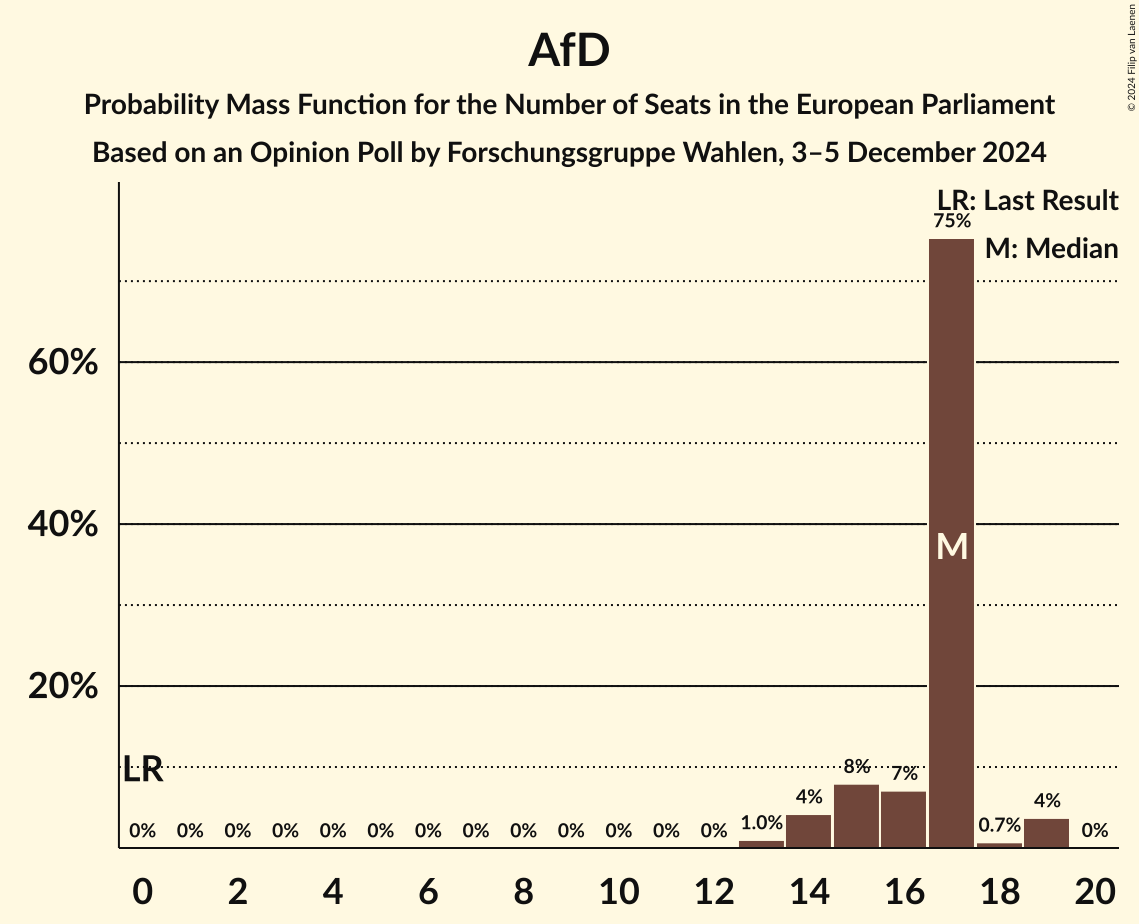 AfD
Probability Mass Function for the Number of Seats in the European Parliament
Based on an Opinion Poll by Forschungsgruppe Wahlen, 3–5 December 2024
© 2024 Filip van Laenen
LR: Last Result
75%
M: Median
60%
40%
M
20%
LR
8%
7%
4%
4%
1.0%
0.7%
0% 0% 0% 0% 0% 0% 0% 0% 0% 0% 0% 0% 0% 0%
0 2 4 6 8 10 12 14 16 18 20